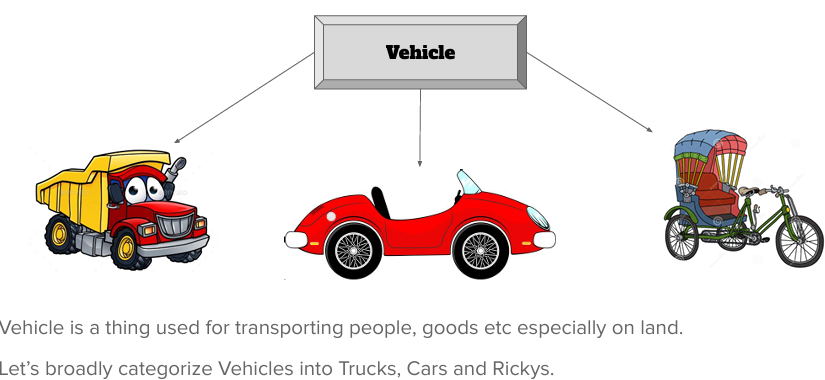 Vehicle
Vehicle is a thing used for transporting people, goods etc especially on land.
Let’s broadly categorize Vehicles into Trucks, Cars and Rickys.